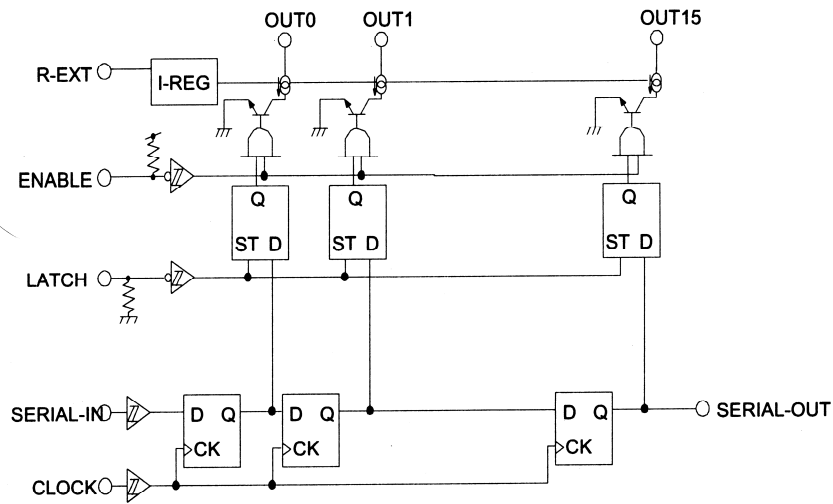 OUT0 OUT1 OUT15
R-EXT I-REG
ENABLE
Q Q Q
ST D ST D ST D
LATCH
SERIAL-IN D Q D Q D Q SERIAL-OUT
CK CK CK
CLOCK